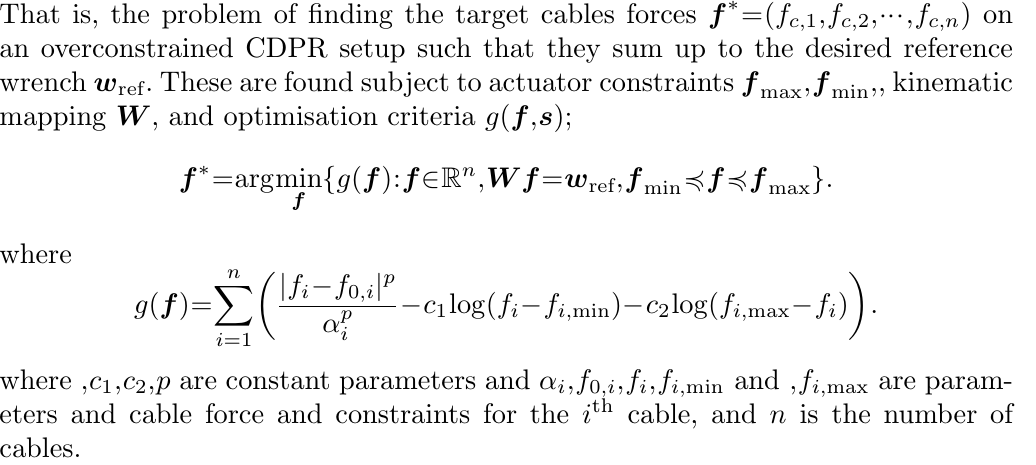 That is, the problem of finding the target cables forces f*=(f_{c,1},f_{c,2},⋯,f_{c,n}) on
an overconstrained CDPR setup such that they sum up to the desired reference
wrench w_ref. These are found subject to actuator constraints f_max,f_min,, kinematic
mapping W, and optimisation criteria g(f,s);
f*=argmin_f{g(f):f∈ℝ^n,Wf=w_ref,f_min≼f≼f_max}.
where
g(f)=∑_{i=1}^{n}(|f_i−f_{0,i}|^p/α_i^p−c_1log(f_i−f_{i,min})−c_2log(f_{i,max}−f_i)).
where ,c_1,c_2,p are constant parameters and α_i,f_{0,i},f_i,f_{i,min} and ,f_{i,max} are param-
eters and cable force and constraints for the i^th cable, and n is the number of
cables.